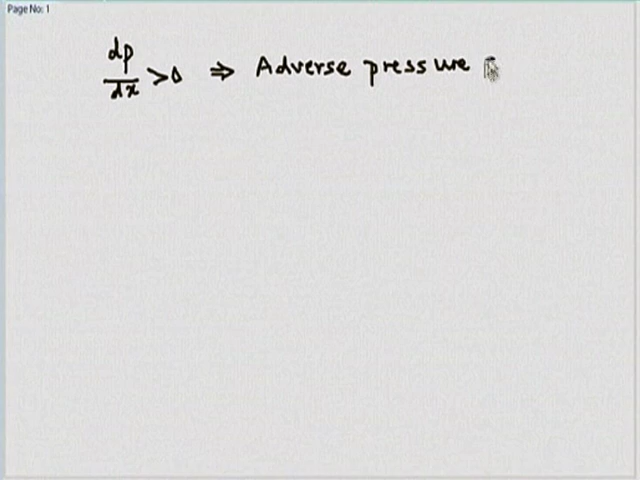 Page No: 1
dp/dx > 0 ⇒ Adverse pressure